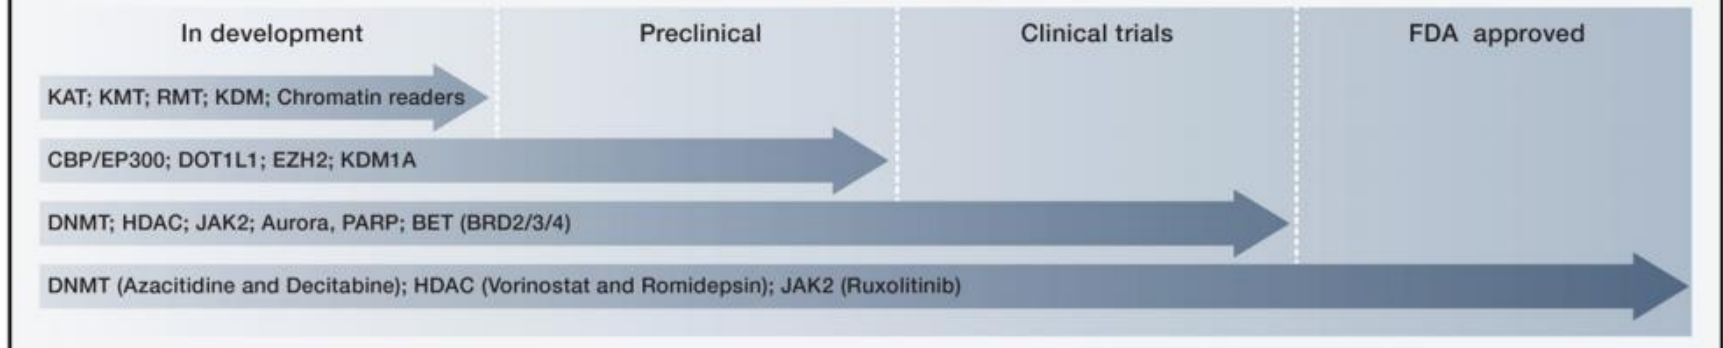 In development
Preclinical
Clinical trials
FDA approved
KAT; KMT; RMT; KDM; Chromatin readers
CBP/EP300; DOT1L1; EZH2; KDM1A
DNMT; HDAC; JAK2; Aurora, PARP; BET (BRD2/3/4)
DNMT (Azacitidine and Decitabine); HDAC (Vorinostat and Romidepsin); JAK2 (Ruxolitinib)